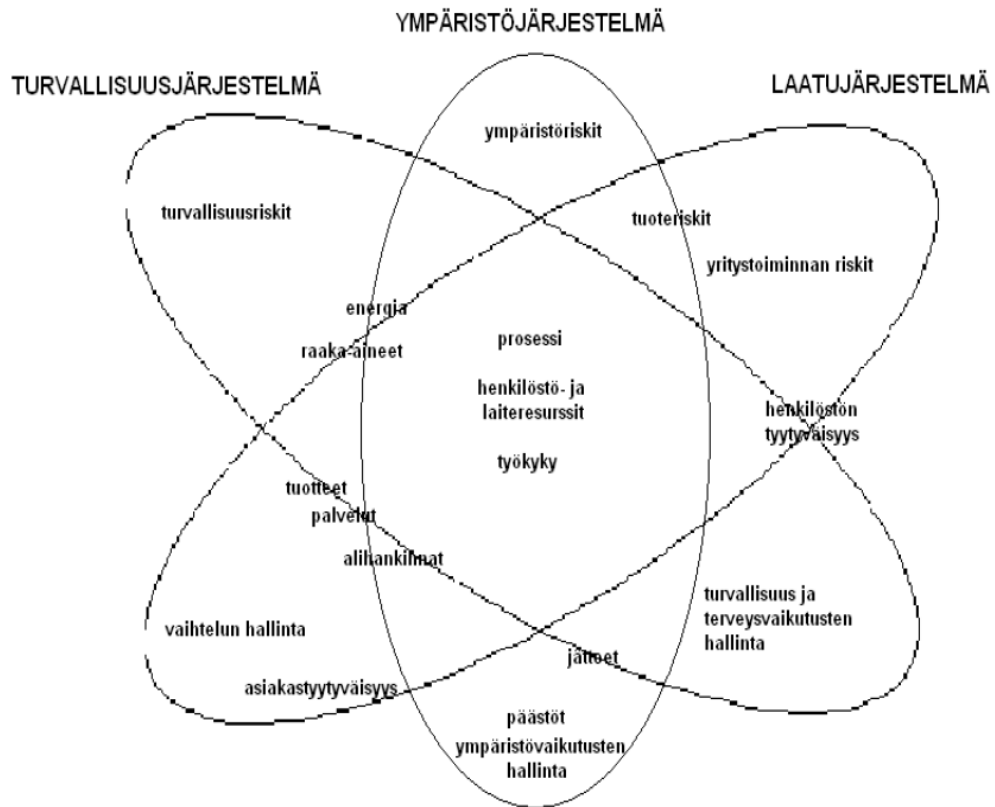 YMPÄRISTÖJÄRJESTELMÄ
TURVALLISUUSJÄRJESTELMÄ
LAATUJÄRJESTELMÄ
ympäristöriskit
turvallisuusriskit
tuoteriskit
yritystoiminnan riskit
energia
raaka-aineet
prosessi
henkilöstö- ja
laiteresurssit
henkilöstön
tyytyväisyys
työkyky
tuotteet
palvelut
alihankinnat
turvallisuus ja
terveysvaikutusten
hallinta
vaihtelun hallinta
asiakastyytyväisyys
päästöt
ympäristövaikutusten
hallinta